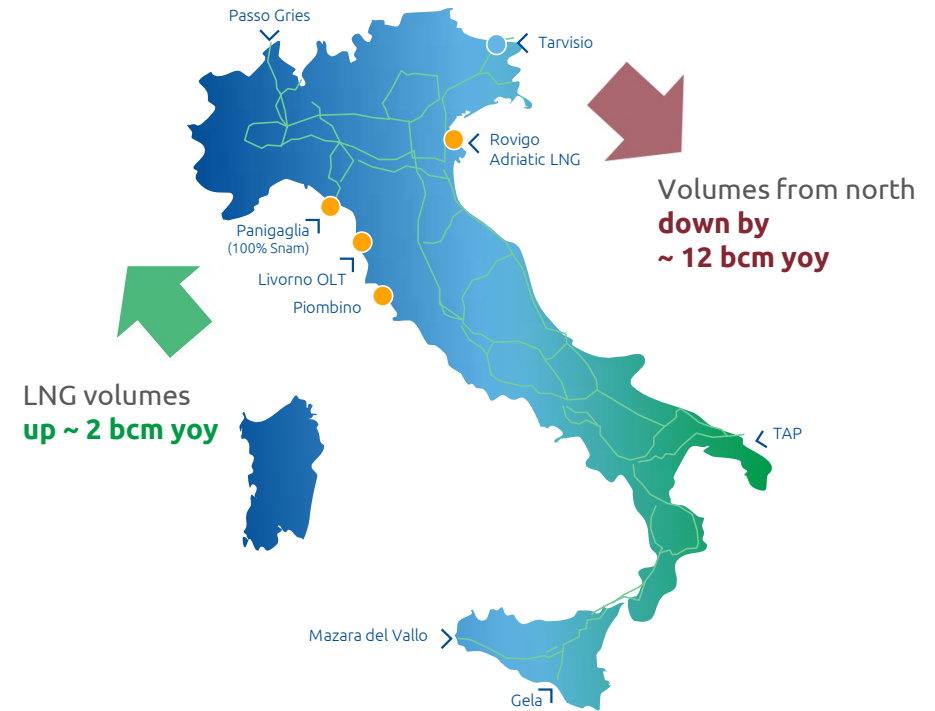 Passo Gries
Tarvisio
Rovigo
Adriatic LNG
Volumes from north
down by
~ 12 bcm yoy
Panigaglia
(100% Snam)
Livorno OLT
Piombino
LNG volumes
up ~ 2 bcm yoy
TAP
Mazara del Vallo
Gela